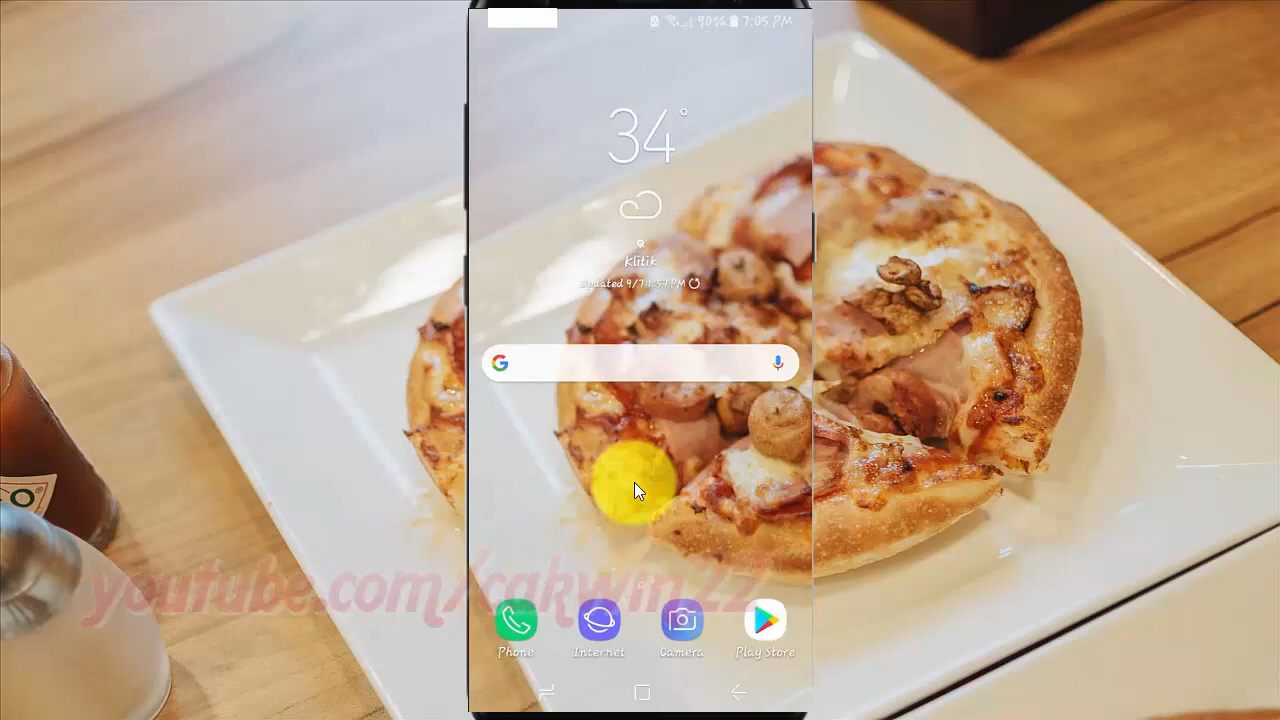 90% 7:05 PM
34°
Klitik
Updated 9/7 1:57 PM
G
youtube.com/cakwin22
Phone
Internet
Camera
Play Store
O®